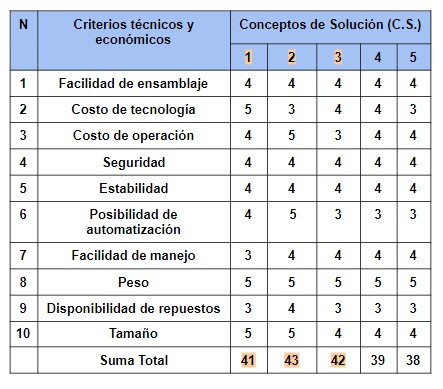 N Criterios técnicos y económicos Conceptos de Solución (C.S.)
1 2 3 4 5
1 Facilidad de ensamblaje 4 4 4 4 4
2 Costo de tecnología 5 3 4 4 3
3 Costo de operación 4 5 3 4 4
4 Seguridad 4 4 4 4 4
5 Estabilidad 4 4 4 4 4
6 Posibilidad de automatización 4 5 3 3 3
7 Facilidad de manejo 3 4 4 4 4
8 Peso 5 5 5 5 5
9 Disponibilidad de repuestos 3 4 3 3 3
10 Tamaño 5 5 4 4 4
Suma Total 41 43 42 39 38